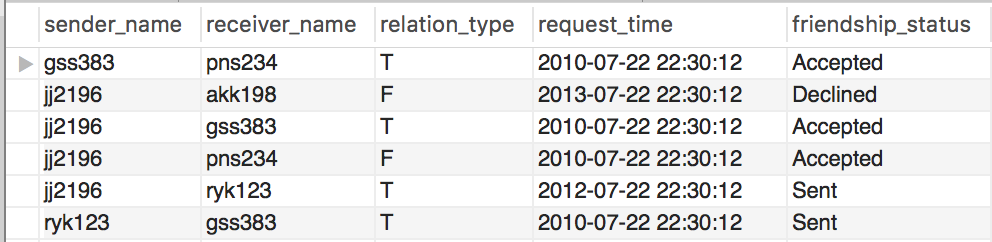 sender_name receiver_name relation_type request_time friendship_status
gss383 pns234 T 2010-07-22 22:30:12 Accepted
jj2196 akk198 F 2013-07-22 22:30:12 Declined
jj2196 gss383 T 2010-07-22 22:30:12 Accepted
jj2196 pns234 F 2010-07-22 22:30:12 Accepted
jj2196 ryk123 T 2012-07-22 22:30:12 Sent
ryk123 gss383 T 2010-07-22 22:30:12 Sent